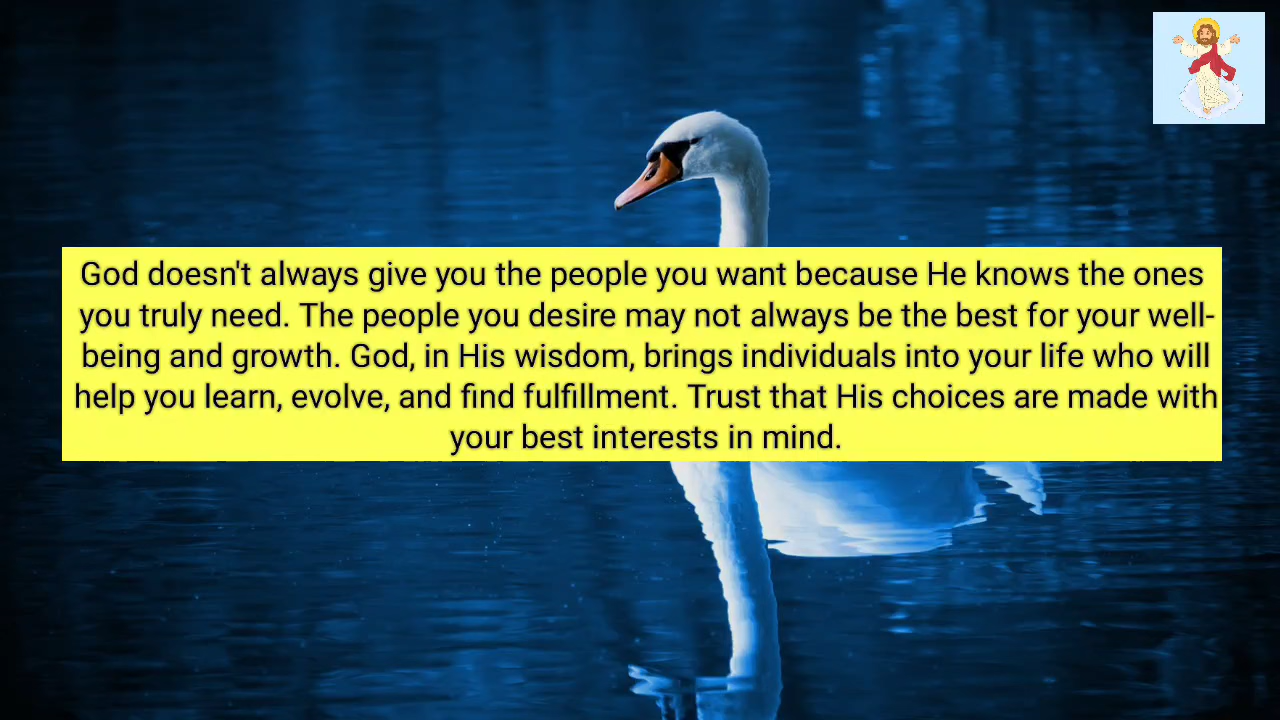 God doesn't always give you the people you want because He knows the ones
you truly need. The people you desire may not always be the best for your well-
being and growth. God, in His wisdom, brings individuals into your life who will
help you learn, evolve, and find fulfillment. Trust that His choices are made with
your best interests in mind.